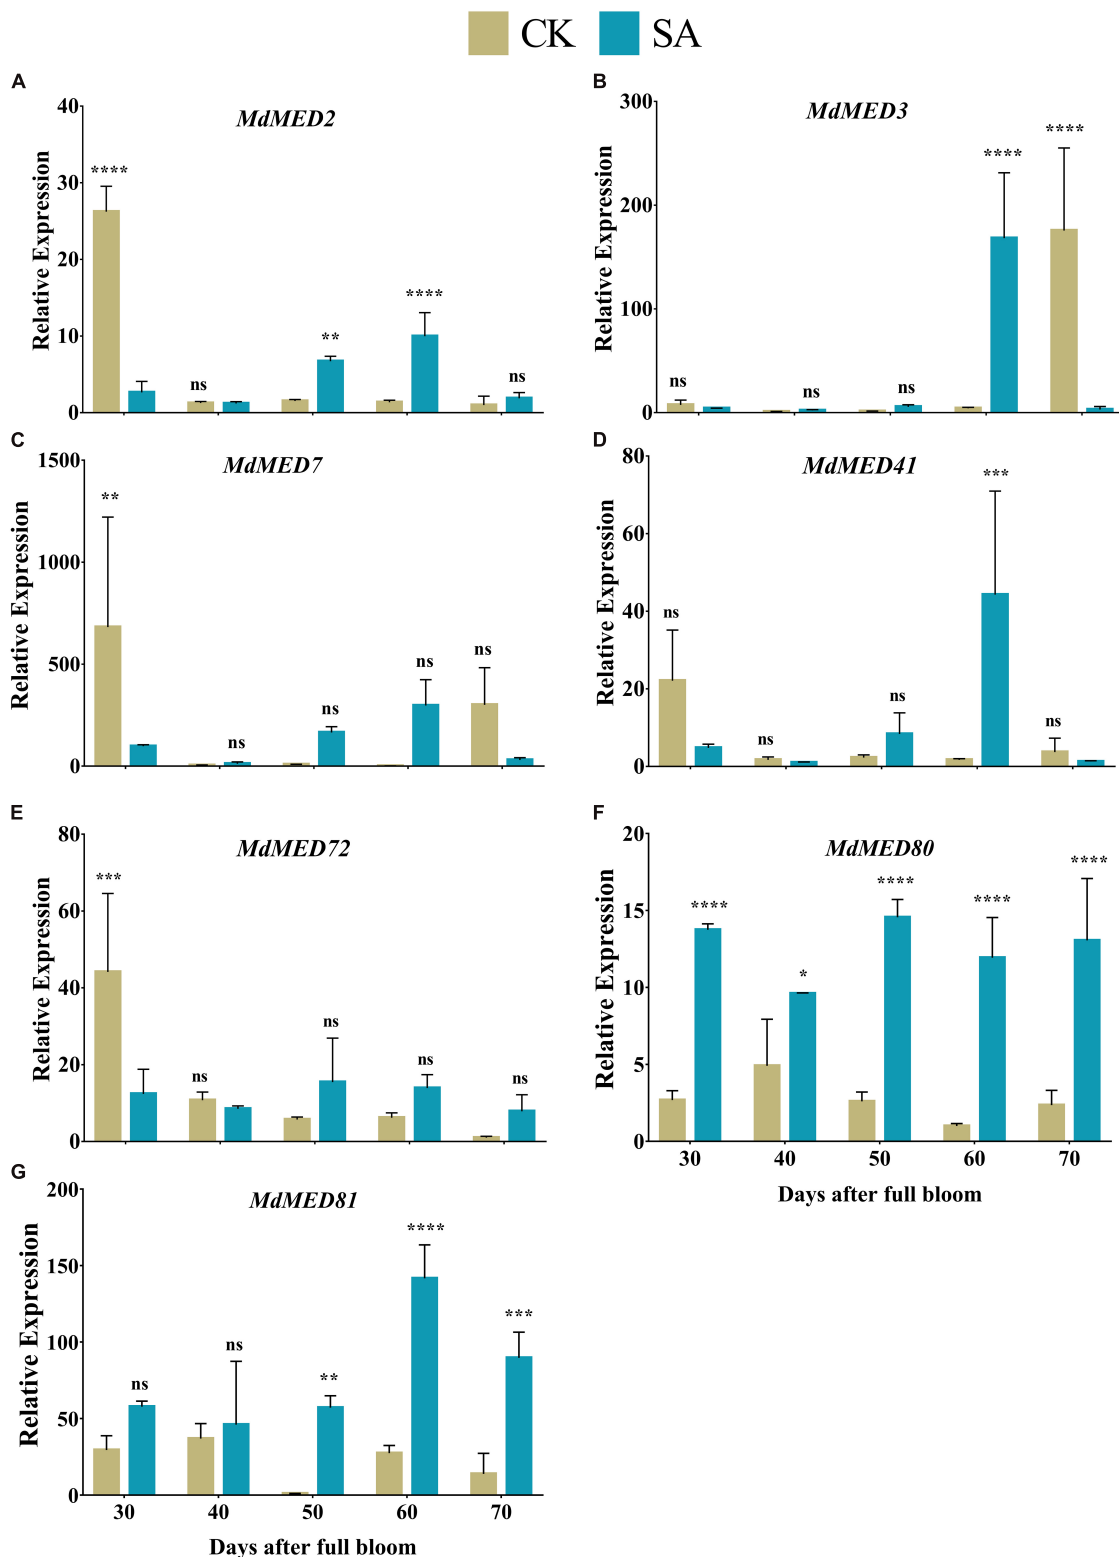 CK SA
A
MdMED2
Relative Expression
40
30
20
10
0
**** ns ** **** ns
B
MdMED3
Relative Expression
300
200
100
0
ns ns ns **** ****
C
MdMED7
Relative Expression
1500
1000
500
0
** ns ns ns ns
D
MdMED41
Relative Expression
80
60
40
20
0
ns ns ns *** ns
E
MdMED72
Relative Expression
80
60
40
20
0
*** ns ns ns ns
F
MdMED80
Relative Expression
20
15
10
5
0
**** * **** **** ****
30 40 50 60 70
Days after full bloom
G
MdMED81
Relative Expression
200
150
100
50
0
ns ns ** **** ***
30 40 50 60 70
Days after full bloom